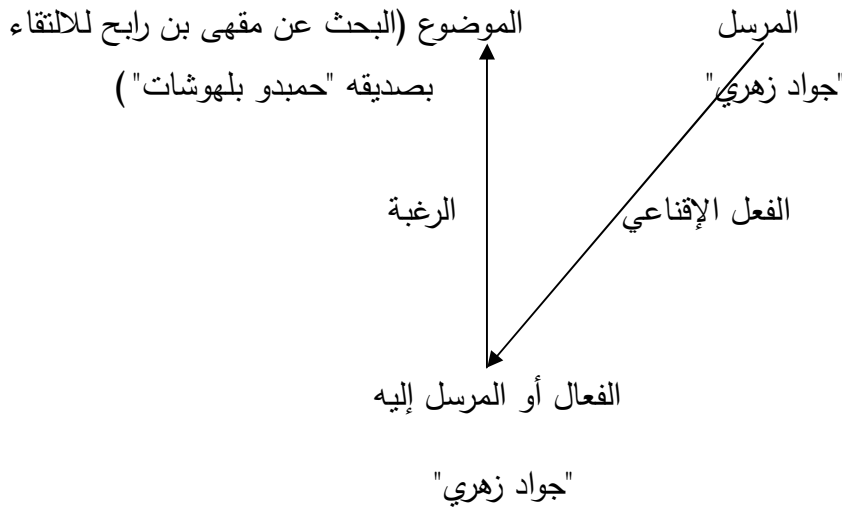 المرسل
الموضوع (البحث عن مقهى بن رابح للالتقاء
"جواد زهري"
بصديقه "حمبدو بلهوشات")
الفعل الإقناعي
الرغبة
الفعال أو المرسل إليه
"جواد زهري"